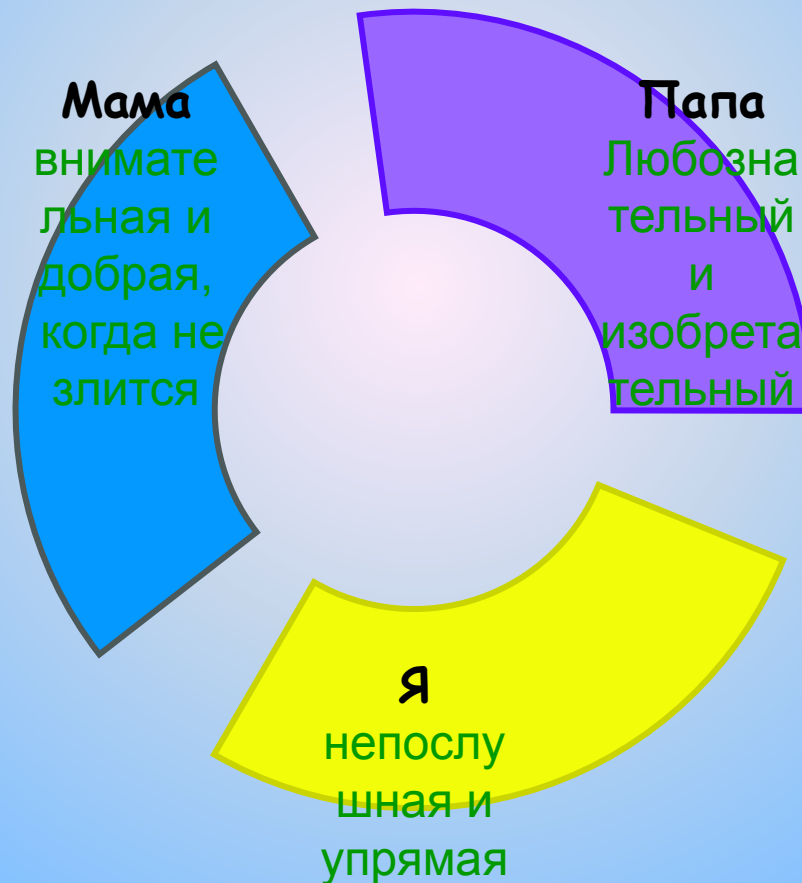 Мама
внимате
льная и
добрая,
когда не
злится
Папа
Любозна
тельный
и
изобрета
тельный
Я
непослу
шная и
упрямая